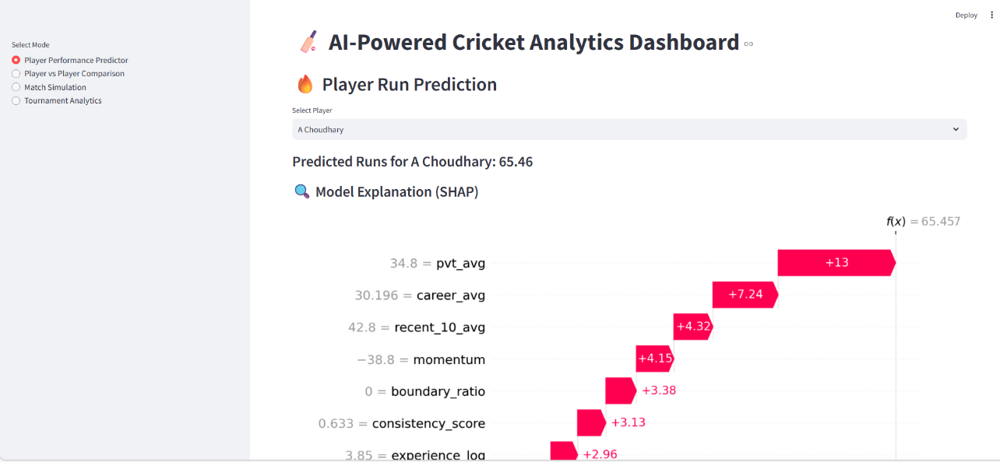 Deploy
Select Mode
Player Performance Predictor
Player vs Player Comparison
Match Simulation
Tournament Analytics
AI-Powered Cricket Analytics Dashboard
Player Run Prediction
Select Player
A Choudhary
Predicted Runs for A Choudhary: 65.46
Model Explanation (SHAP)
f(x) = 65.457
34.8 = pvt_avg +13
30.196 = career_avg +7.24
42.8 = recent_10_avg +4.32
−38.8 = momentum +4.15
0 = boundary_ratio +3.38
0.633 = consistency_score +3.13
3.85 = experience_log +2.96